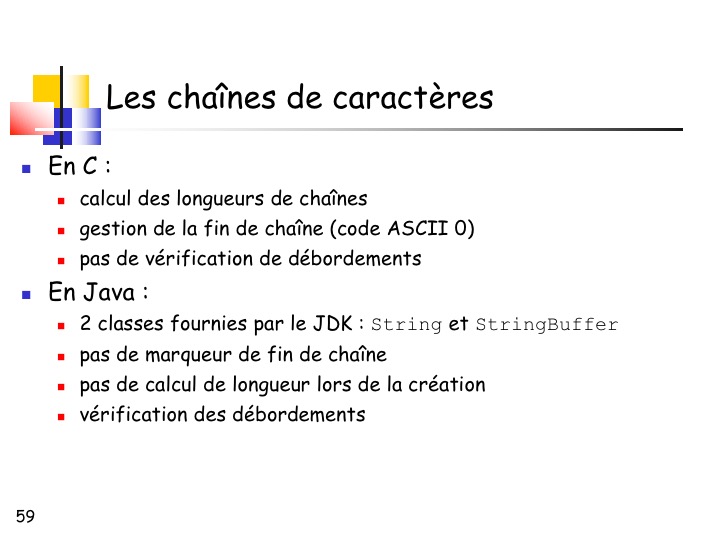 Les chaînes de caractères
En C :
calcul des longueurs de chaînes
gestion de la fin de chaîne (code ASCII 0)
pas de vérification de débordements
En Java :
2 classes fournies par le JDK : String et StringBuffer
pas de marqueur de fin de chaîne
pas de calcul de longueur lors de la création
vérification des débordements
59